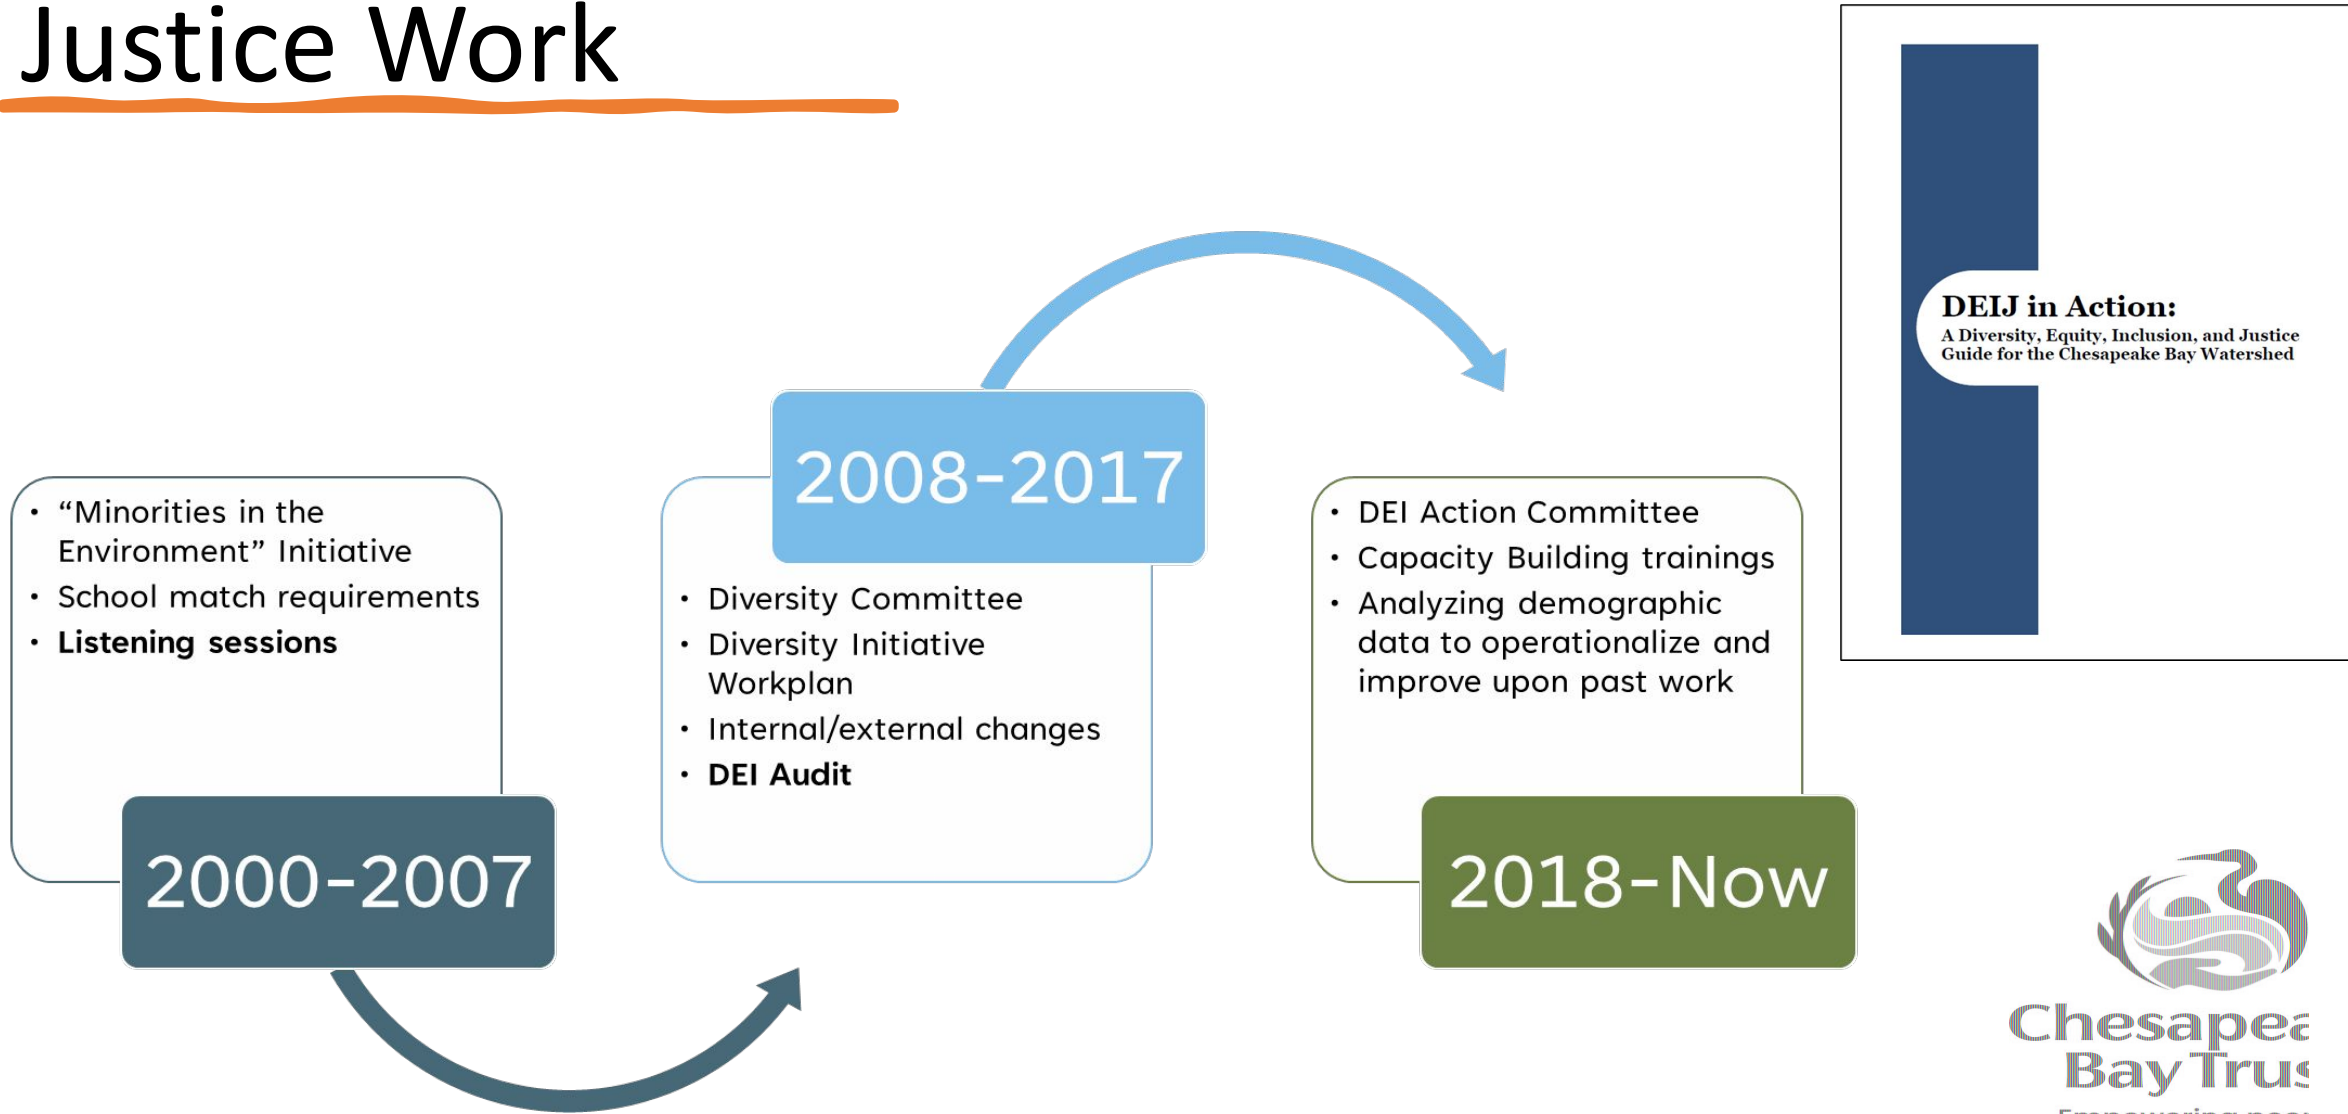 Justice Work
DEIJ in Action:
A Diversity, Equity, Inclusion, and Justice
Guide for the Chesapeake Bay Watershed
2008-2017
• “Minorities in the
Environment” Initiative
• School match requirements
• Listening sessions
2000-2007
• Diversity Committee
• Diversity Initiative
Workplan
• Internal/external changes
• DEI Audit
• DEI Action Committee
• Capacity Building trainings
• Analyzing demographic
data to operationalize and
improve upon past work
2018-Now
Chesapea
Bay Trus